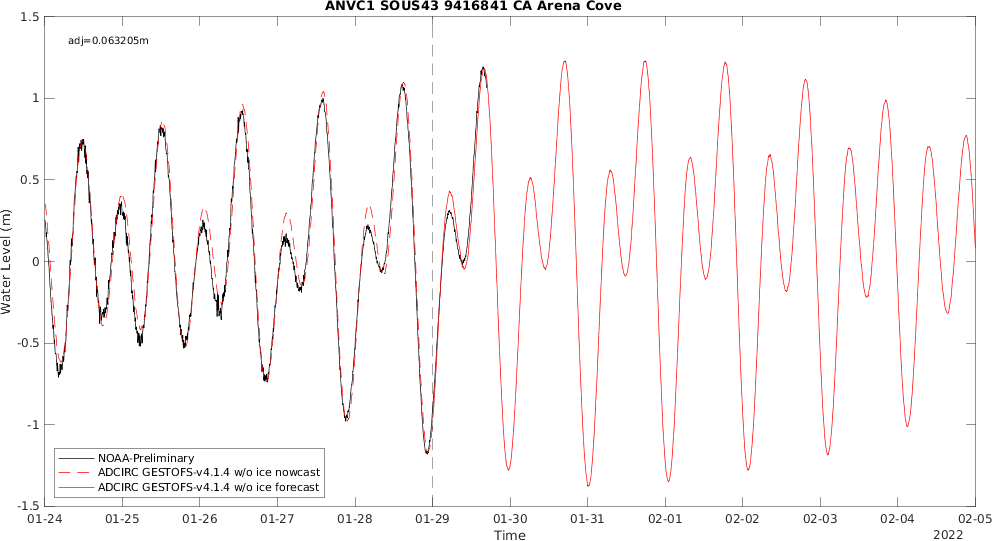 ANVC1 SOUS43 9416841 CA Arena Cove
adj=0.063205m
1.5
1
0.5
0
-0.5
-1
-1.5
Water Level (m)
NOAA-Preliminary
ADCIRC GESTOFS-v4.1.4 w/o ice nowcast
ADCIRC GESTOFS-v4.1.4 w/o ice forecast
01-24 01-25 01-26 01-27 01-28 01-29 01-30 01-31 02-01 02-02 02-03 02-04 02-05
Time
2022